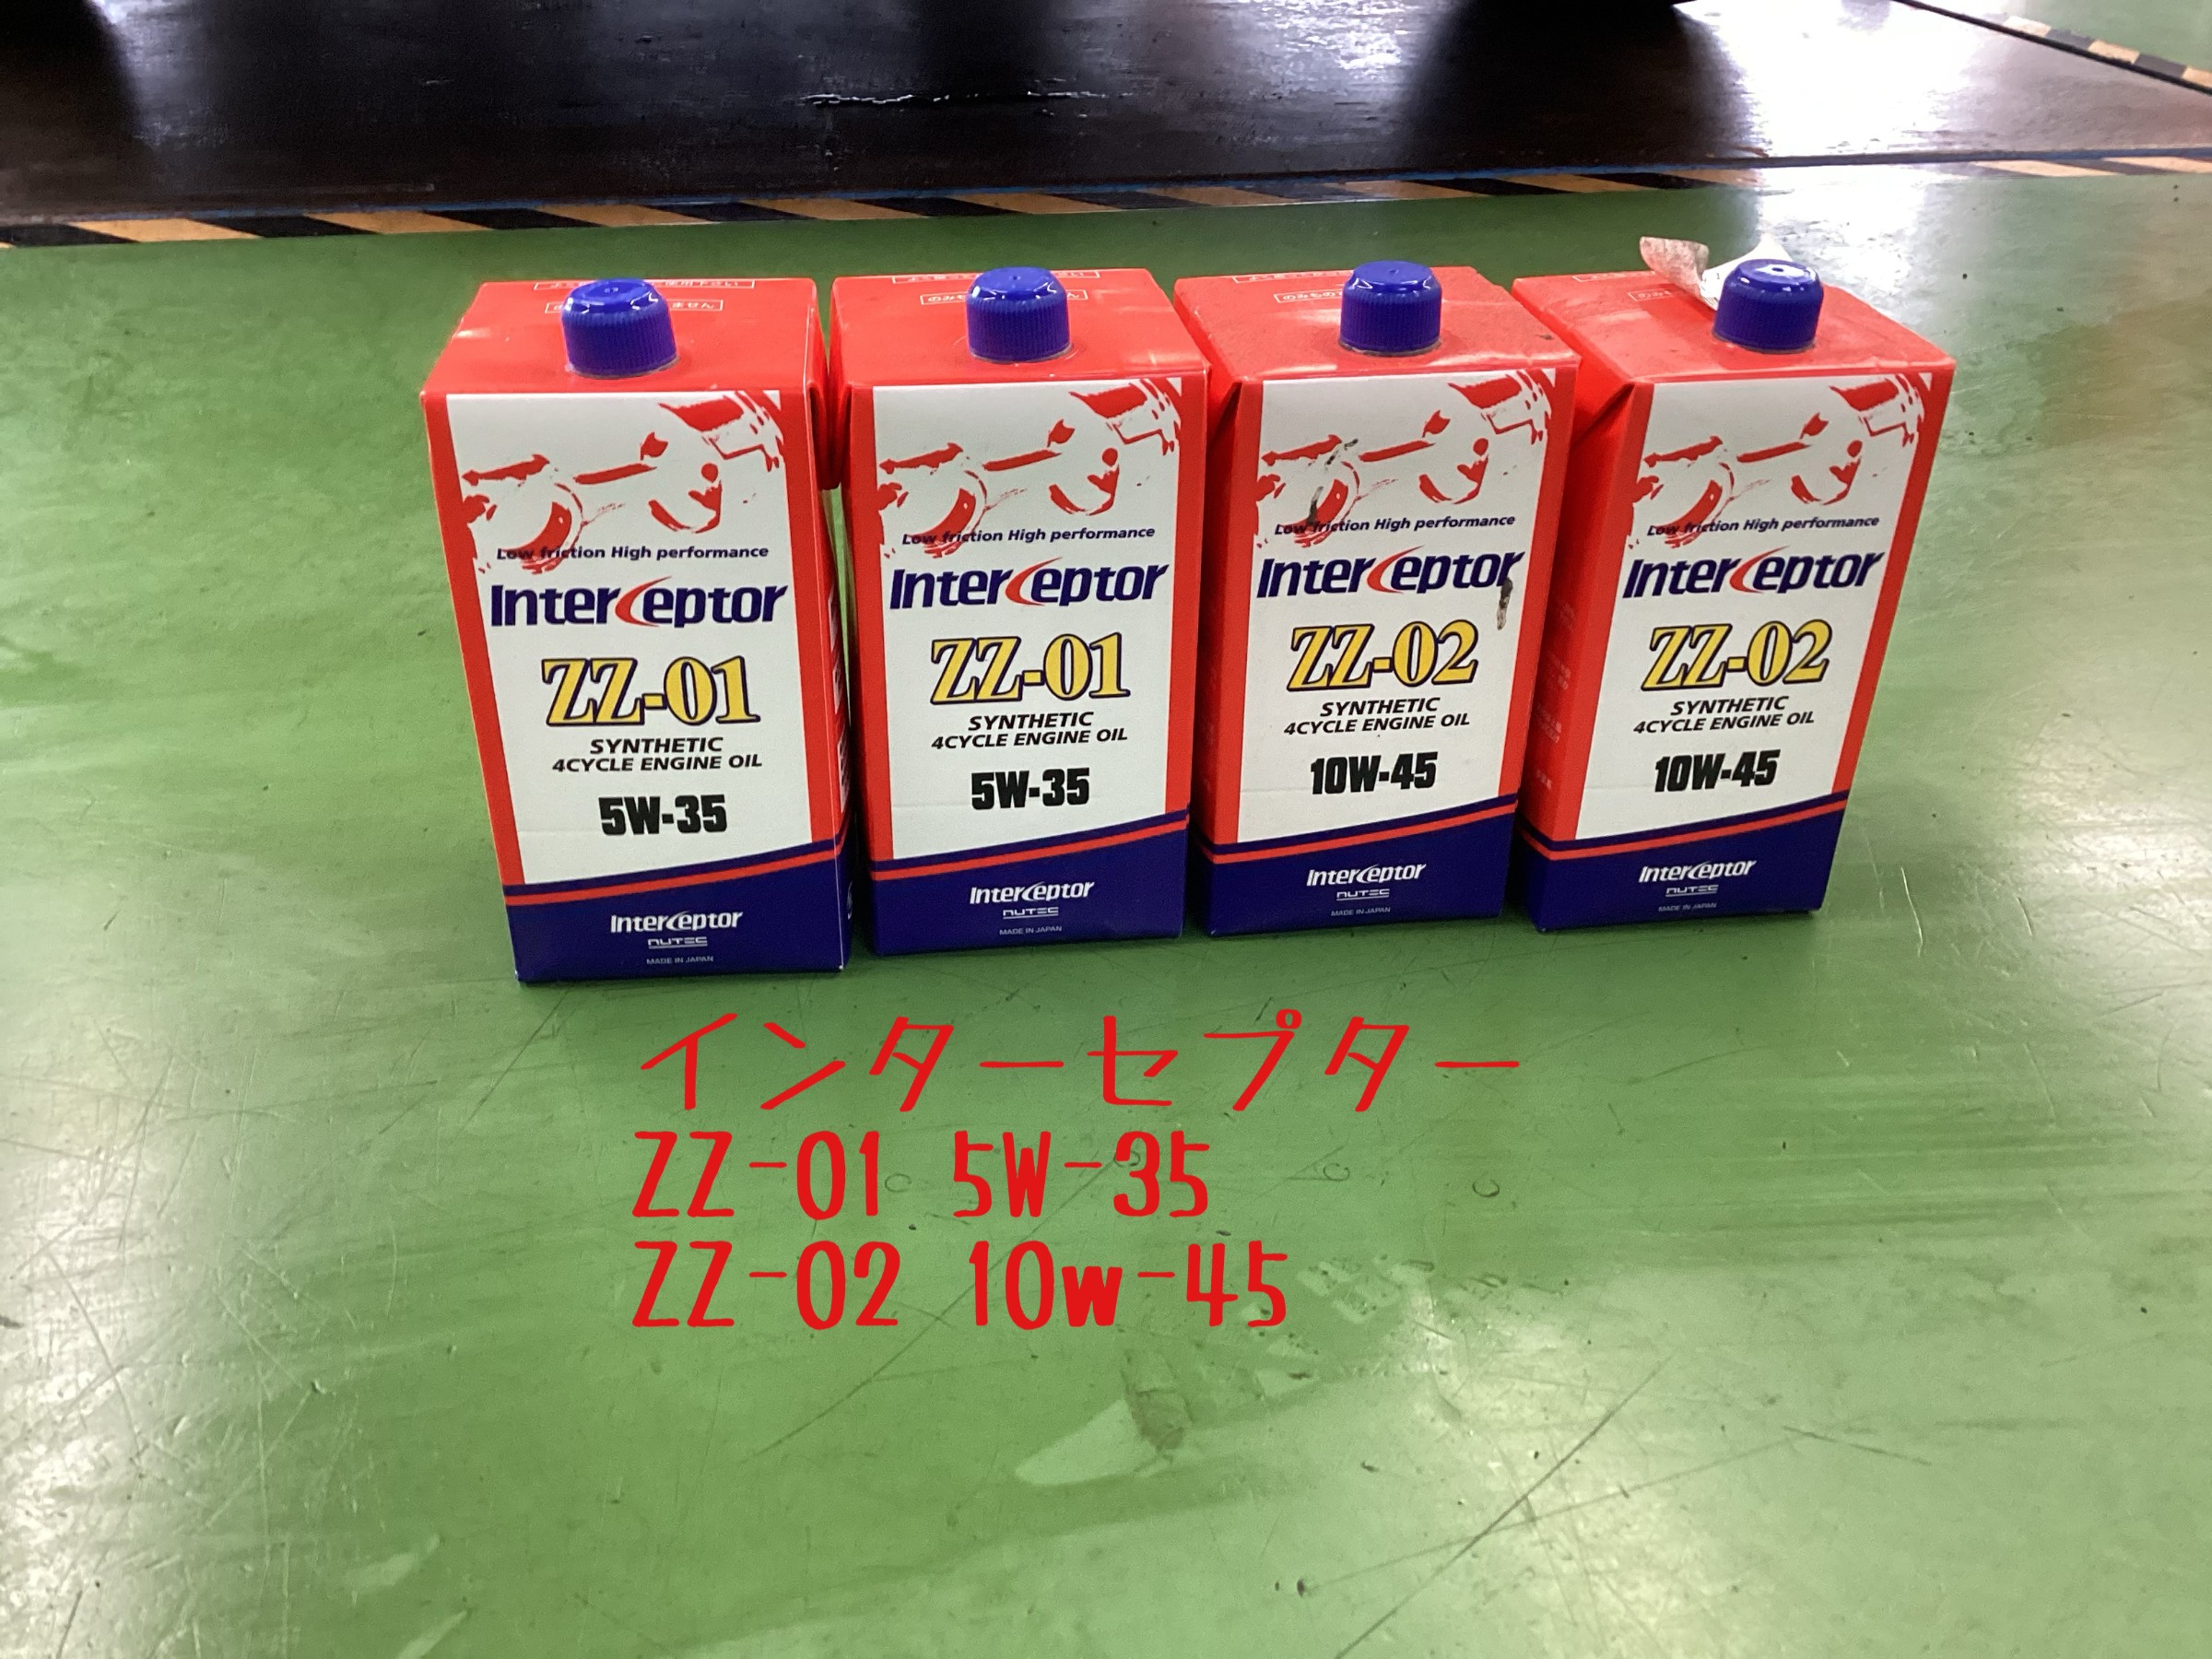 Low friction High performance
Interceptor
ZZ-01
SYNTHETIC
4CYCLE ENGINE OIL
5W-35
Interceptor
NUTEC
MADE IN JAPAN
Low friction High performance
Interceptor
ZZ-01
SYNTHETIC
4CYCLE ENGINE OIL
5W-35
Interceptor
NUTEC
MADE IN JAPAN
Low friction High performance
Interceptor
ZZ-02
SYNTHETIC
4CYCLE ENGINE OIL
10W-45
Interceptor
NUTEC
MADE IN JAPAN
Low friction High performance
Interceptor
ZZ-02
SYNTHETIC
4CYCLE ENGINE OIL
10W-45
Interceptor
NUTEC
MADE IN JAPAN
インターセプター
ZZ-01 5W-35
ZZ-02 10w-45